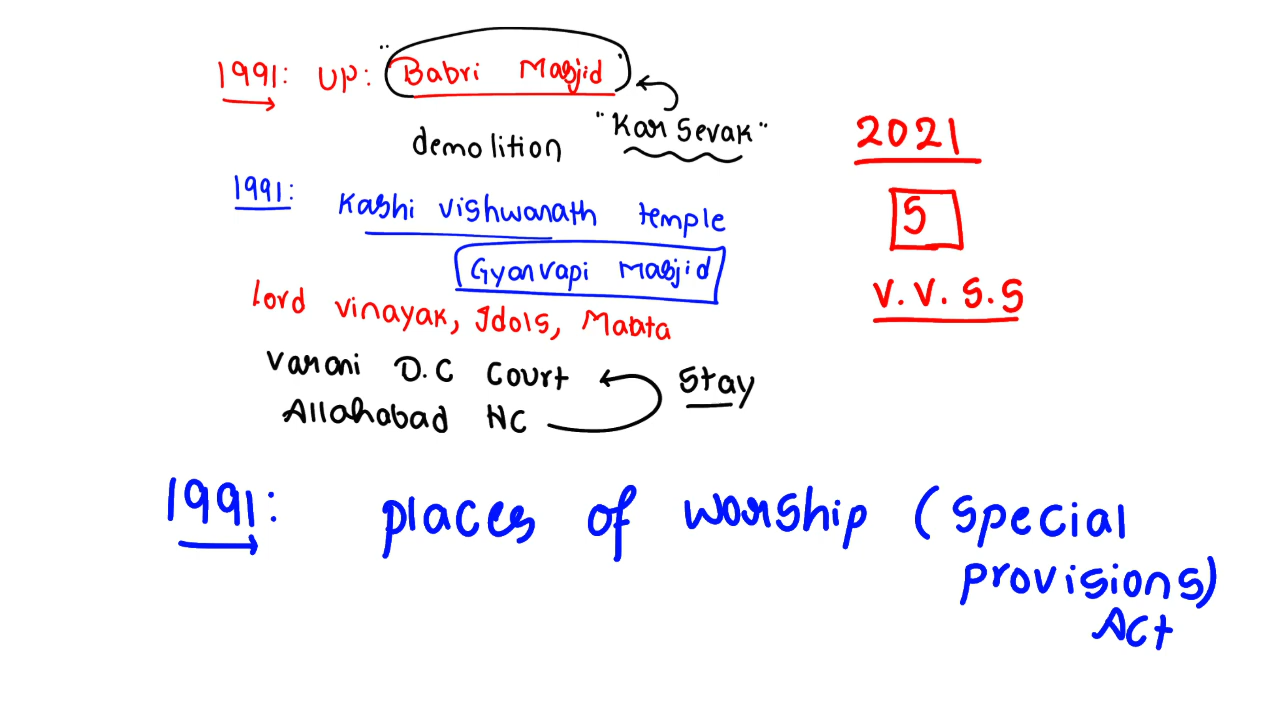 1991: UP: "Babri Masjid"
"Kar Sevak"
demolition
1991: Kashi vishwanath temple
Gyanvapi Masjid
lord vinayak, Idols, Maata
Varani D.C Court
Stay
Allahabad HC
2021
5
V.V.S.S
1991: places of worship (special
provisions)
Act